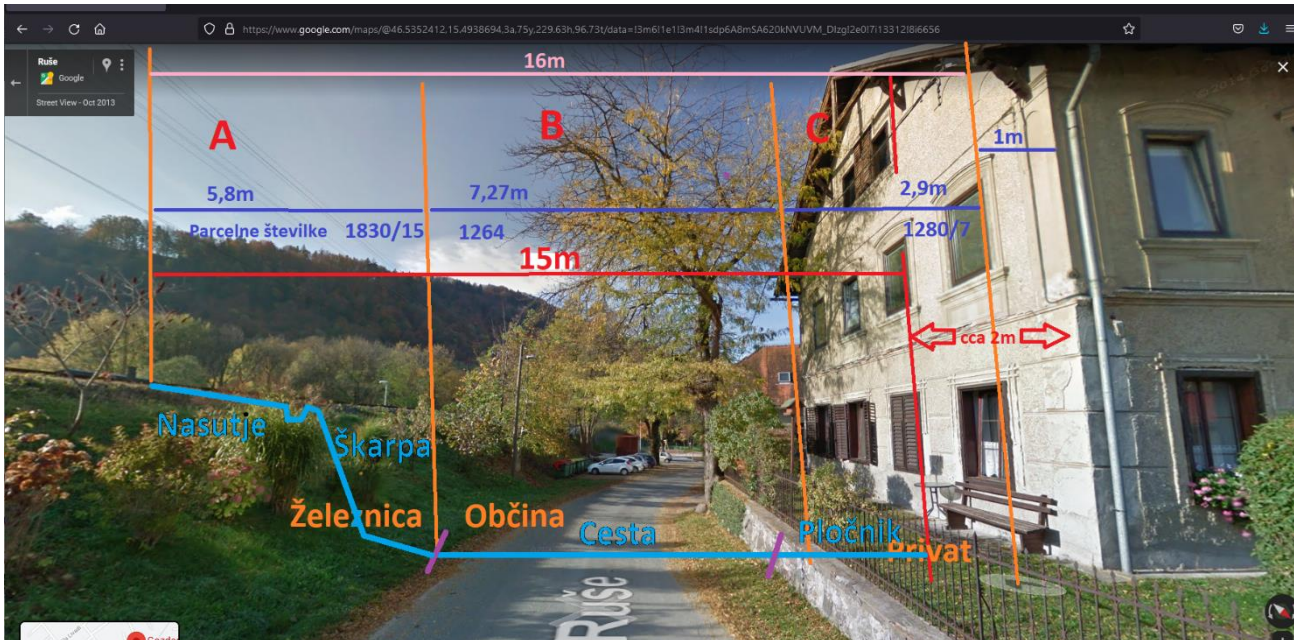 https://www.google.com/maps/@46.5352412,15.4938694,3a,75y,229.63h,96.73t/data=!3m6!1e1!3m4!1sdp6A8mSA620kNVUVM_DIzg!2e0!7i13312!8i6656
Ruše
Google
Street View - Oct 2013
16m
A
B
C
1m
5,8m
7,27m
2,9m
Parcelne številke
1830/15
1264
1280/7
15m
cca 2m
Nasutje
Škarpa
Železnica
Občina
Cesta
Pločnik
Privat
Ruše